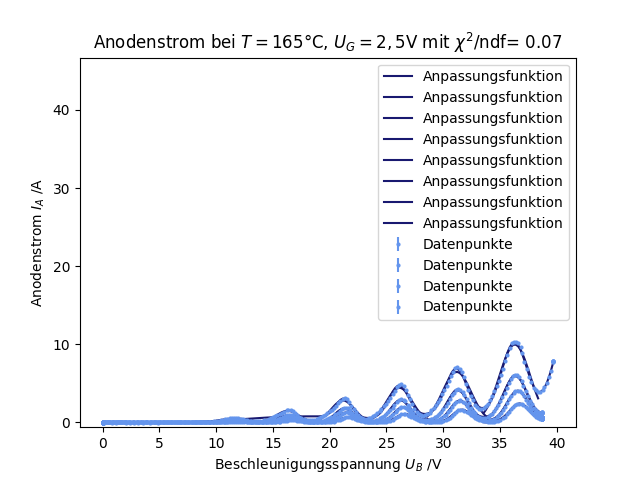 Anodenstrom bei T = 165°C, U_G = 2, 5V mit χ²/ndf= 0.07
Anpassungsfunktion
Anpassungsfunktion
Anpassungsfunktion
Anpassungsfunktion
Anpassungsfunktion
Anpassungsfunktion
Anpassungsfunktion
Anpassungsfunktion
Datenpunkte
Datenpunkte
Datenpunkte
Datenpunkte
Anodenstrom I_A /A
40
30
20
10
0
0 5 10 15 20 25 30 35 40
Beschleunigungsspannung U_B /V